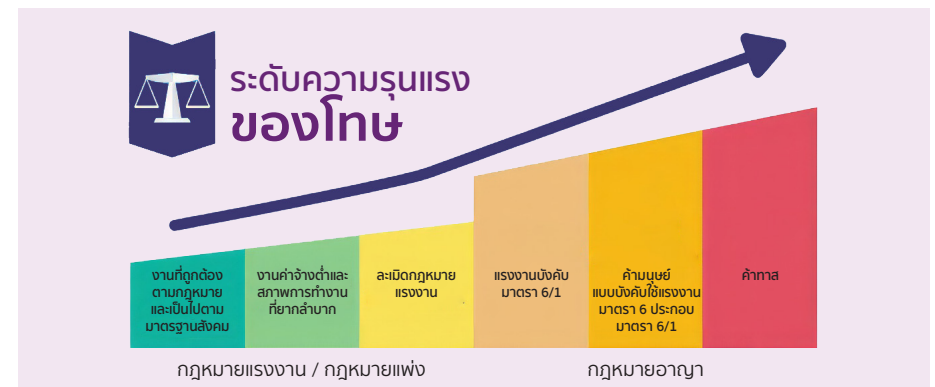 ระดับความรุนแรง
ของโทษ
งานที่ถูกต้อง
ตามกฎหมาย
และเป็นไปตาม
มาตรฐานสังคม
งานค่าจ้างต่ำและ
สภาพการทำงาน
ที่ยากลำบาก
ละเมิดกฎหมาย
แรงงาน
แรงงานบังคับ
มาตรา 6/1
ค้ามนุษย์
แบบบังคับใช้แรงงาน
มาตรา 6 ประกอบ
มาตรา 6/1
ค้าทาส
กฎหมายแรงงาน / กฎหมายแพ่ง
กฎหมายอาญา